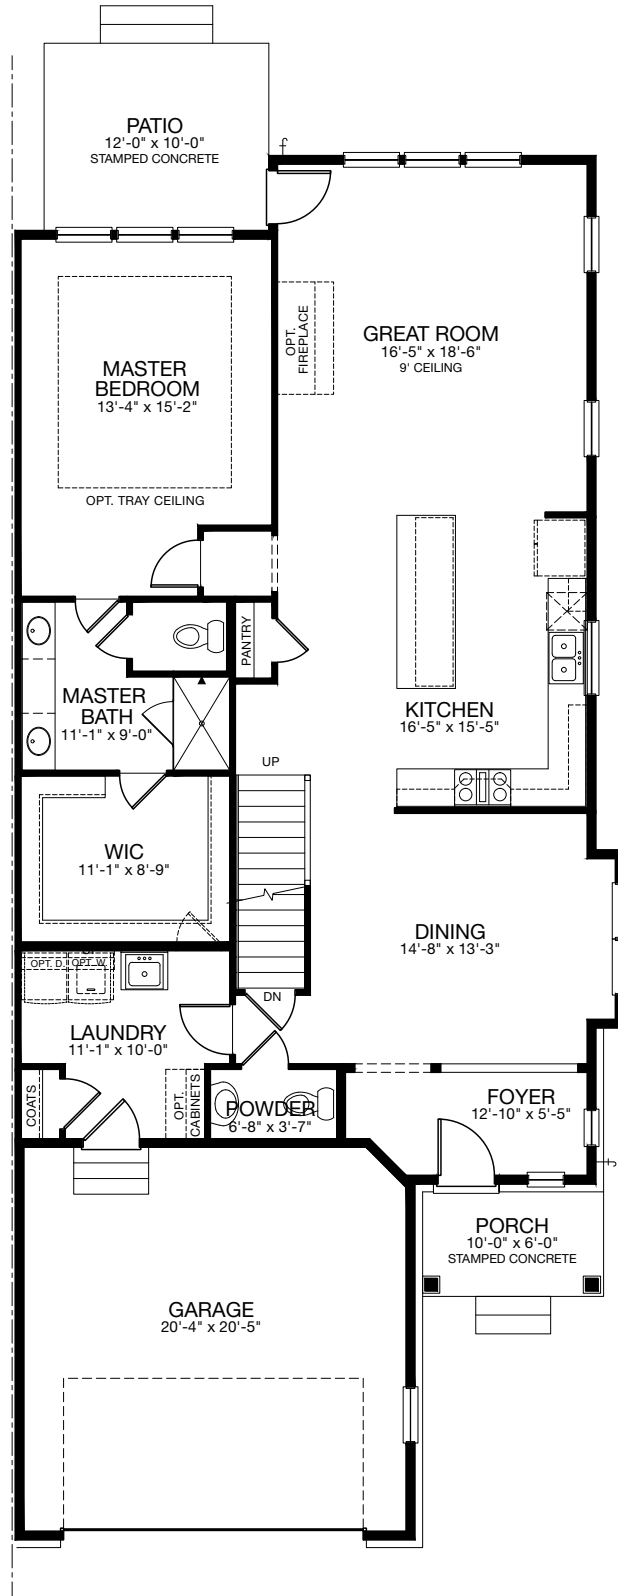 PATIO
12'-0" x 10'-0"
STAMPED CONCRETE
GREAT ROOM
16'-5" x 18'-6"
9' CEILING
OPT.
FIREPLACE
MASTER
BEDROOM
13'-4" x 15'-2"
OPT. TRAY CEILING
PANTRY
MASTER
BATH
11'-1" x 9'-0"
KITCHEN
16'-5" x 15'-5"
UP
WIC
11'-1" x 8'-9"
DINING
14'-8" x 13'-3"
OPT. D
OPT. W
DN
LAUNDRY
11'-1" x 10'-0"
COATS
OPT.
CABINETS
POWDER
6'-8" x 3'-7"
FOYER
12'-10" x 5'-5"
PORCH
10'-0" x 6'-0"
STAMPED CONCRETE
GARAGE
20'-4" x 20'-5"